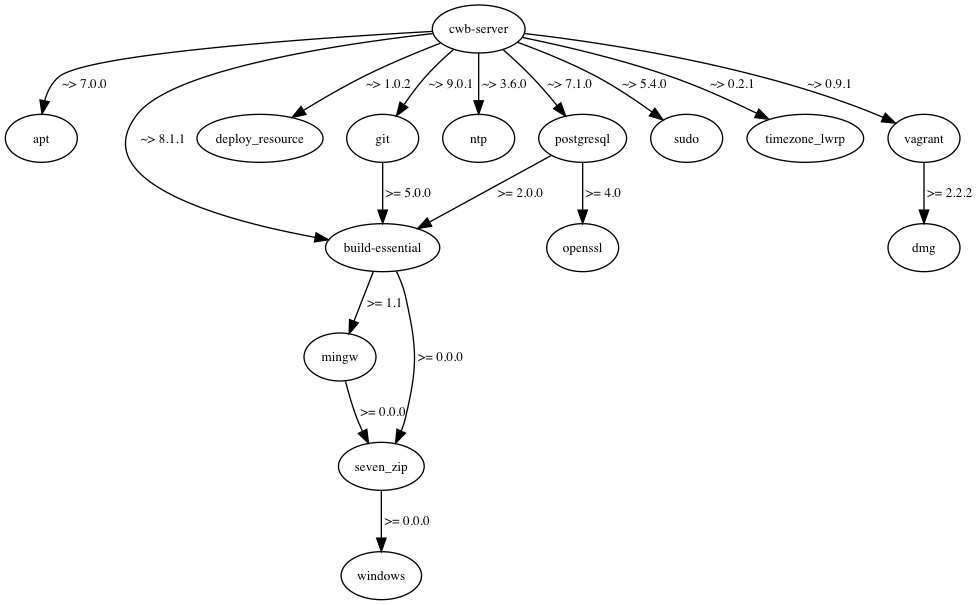 cwb-server
~> 7.0.0
~> 1.0.2
~> 9.0.1
~> 3.6.0
~> 7.1.0
~> 5.4.0
~> 0.2.1
~> 0.9.1
~> 8.1.1
apt
deploy_resource
git
ntp
postgresql
sudo
timezone_lwrp
vagrant
>= 5.0.0
>= 2.0.0
>= 4.0
>= 2.2.2
build-essential
openssl
dmg
>= 1.1
mingw
>= 0.0.0
>= 0.0.0
seven_zip
>= 0.0.0
windows